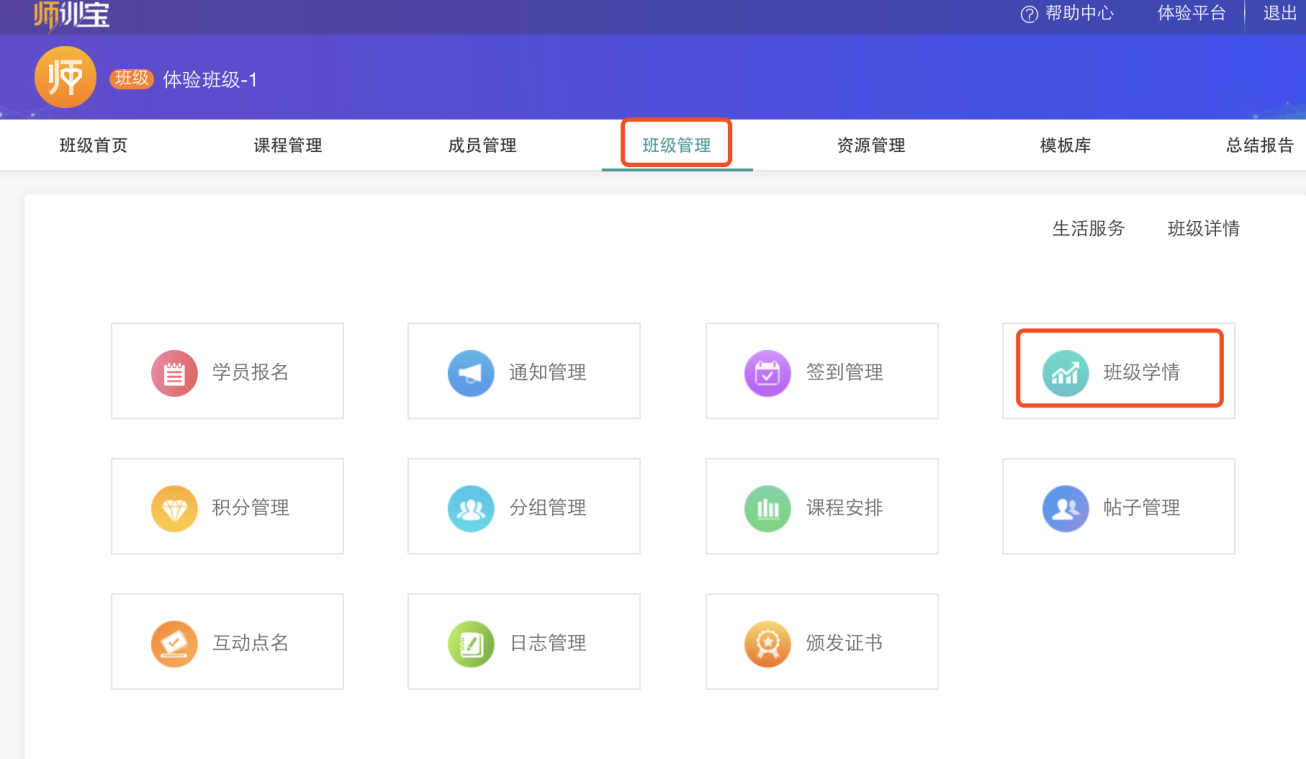 师训宝
帮助中心 体验平台 退出
师 班级 体验班级-1
班级首页 课程管理 成员管理 班级管理 资源管理 模板库 总结报告
生活服务 班级详情
学员报名 通知管理 签到管理 班级学情
积分管理 分组管理 课程安排 帖子管理
互动点名 日志管理 颁发证书